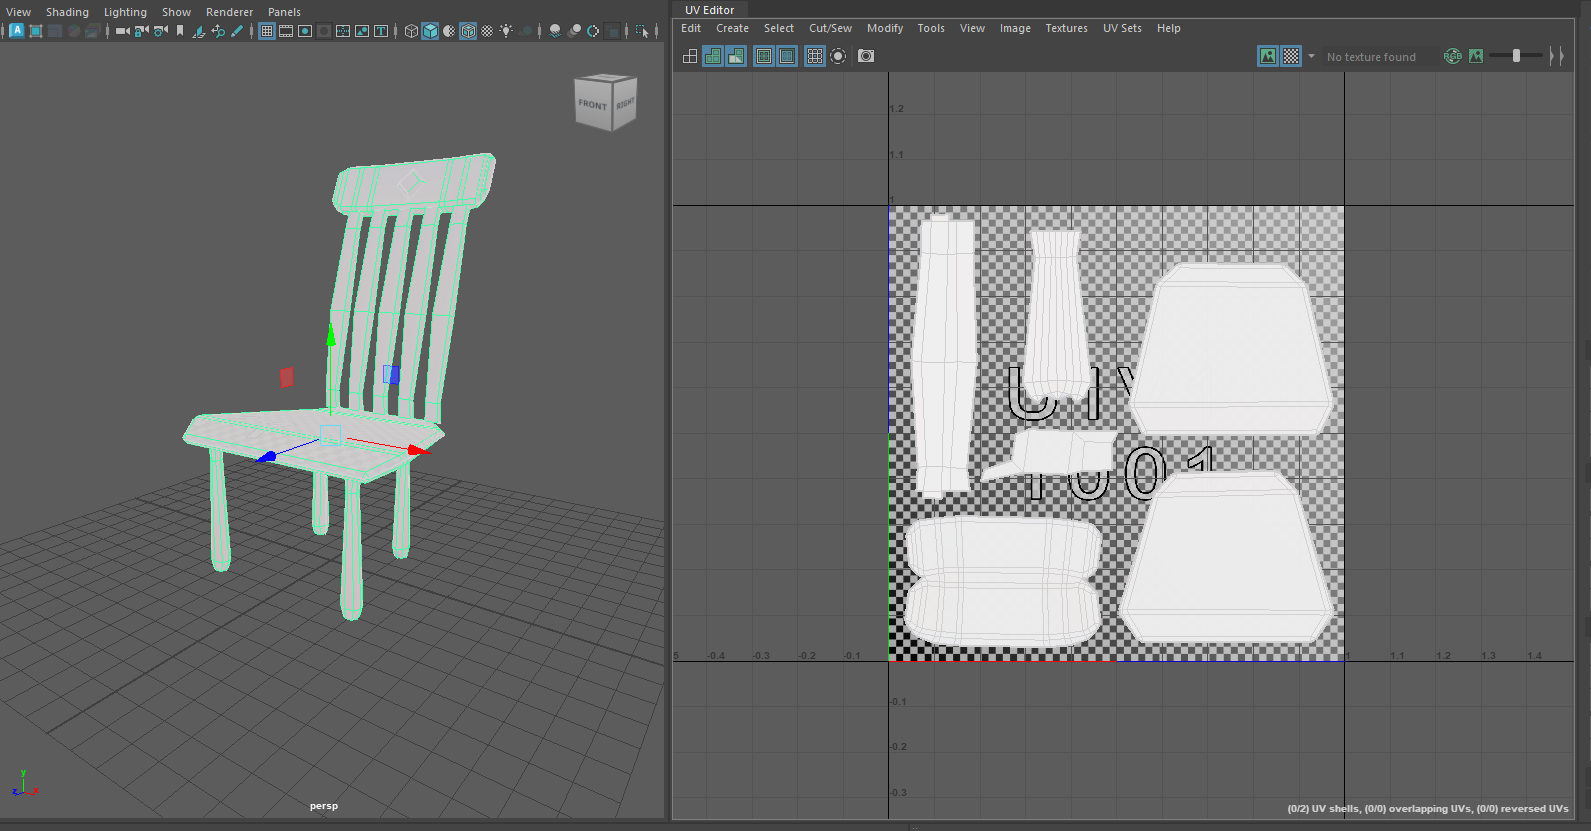 View Shading Lighting Show Renderer Panels
FRONT RIGHT
persp
y
z x
UV Editor
Edit Create Select Cut/Sew Modify Tools View Image Textures UV Sets Help
No texture found
RGB
1.2
1.1
1
U V
1001
5 -0.4 -0.3 -0.2 -0.1 1 1.1 1.2 1.3 1.4
-0.1
-0.2
-0.3
(0/2) UV shells, (0/0) overlapping UVs, (0/0) reversed UVs